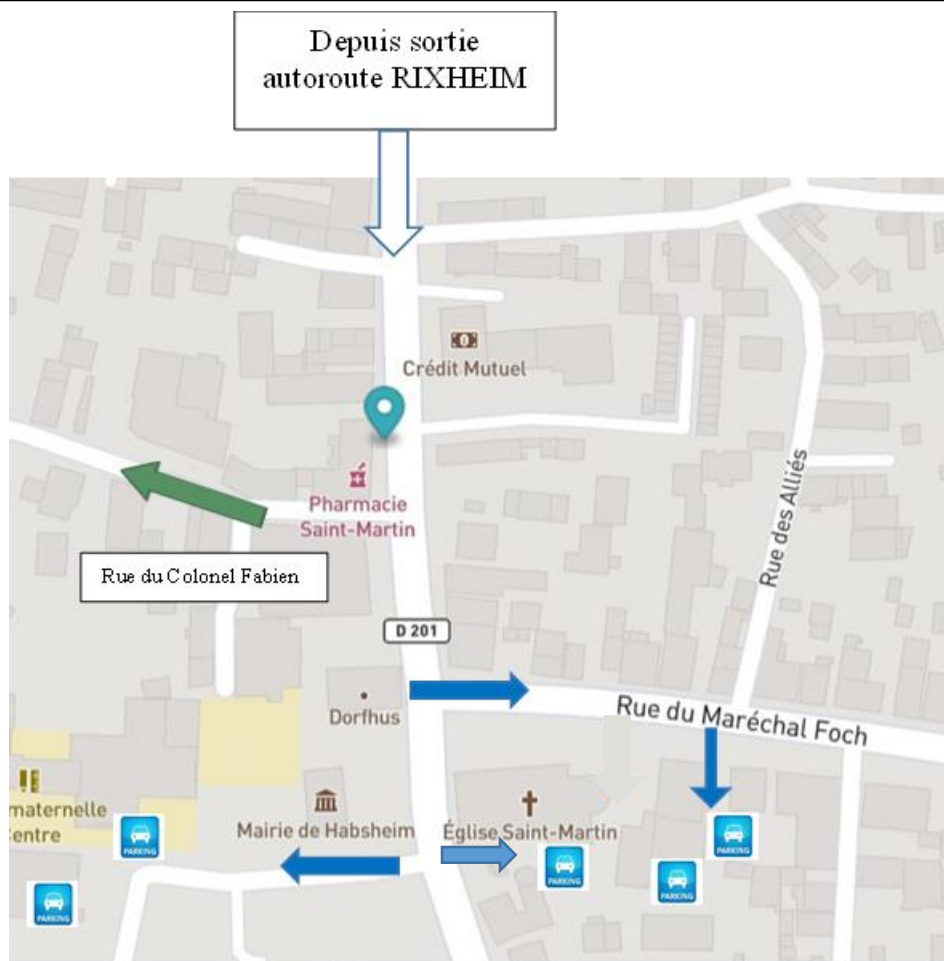 Depuis sortie
autoroute RIXHEIM
Crédit Mutuel
Pharmacie
Saint-Martin
Rue du Colonel Fabien
Rue des Alliés
D 201
Dorfhus
Rue du Maréchal Foch
maternelle
Centre
Mairie de Habsheim
Église Saint-Martin
PARKING
PARKING
PARKING
PARKING
PARKING